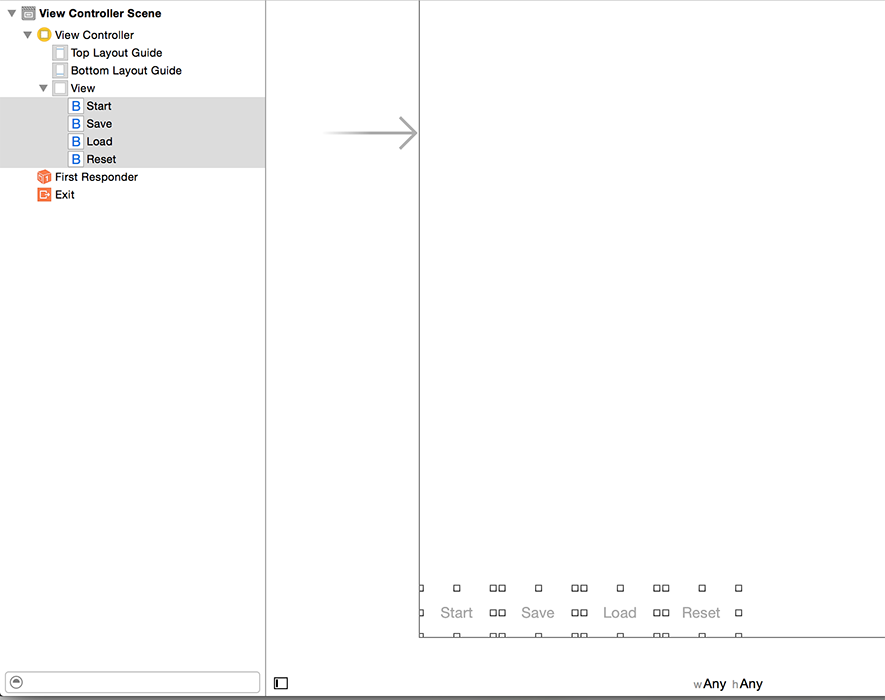 View Controller Scene
View Controller
Top Layout Guide
Bottom Layout Guide
View
B Start
B Save
B Load
B Reset
First Responder
Exit
Start Save Load Reset
wAny hAny